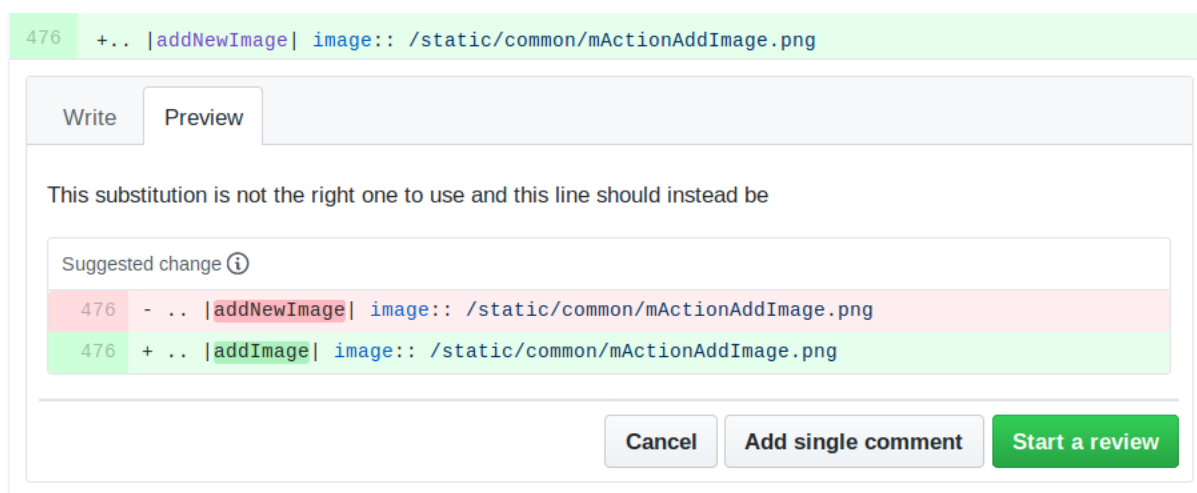 476 +.. |addNewImage| image:: /static/common/mActionAddImage.png
Write Preview
This substitution is not the right one to use and this line should instead be
Suggested change
476 - .. |addNewImage| image:: /static/common/mActionAddImage.png
476 + .. |addImage| image:: /static/common/mActionAddImage.png
Cancel Add single comment Start a review